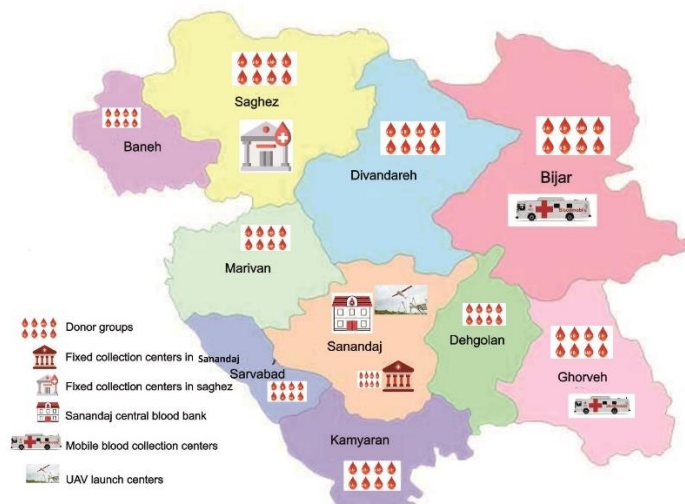 Saghez
Baneh
Divandareh
Bijar
Marivan
Sanandaj
Dehgolan
Ghorveh
Sarvabad
Kamyaran
Donor groups
Fixed collection centers in Sanandaj
Fixed collection centers in saghez
Sanandaj central blood bank
Mobile blood collection centers
UAV launch centers